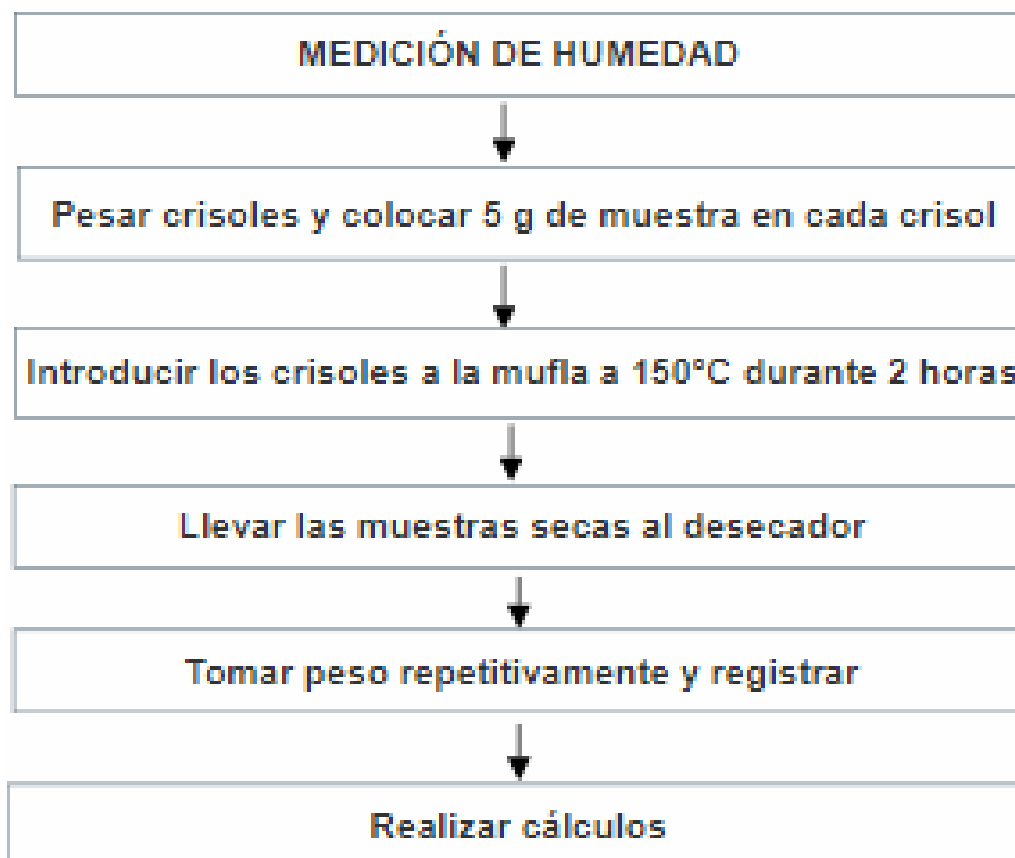 MEDICIÓN DE HUMEDAD
Pesar crisoles y colocar 5 g de muestra en cada crisol
Introducir los crisoles a la mufla a 150°C durante 2 horas
Llevar las muestras secas al desecador
Tomar peso repetitivamente y registrar
Realizar cálculos